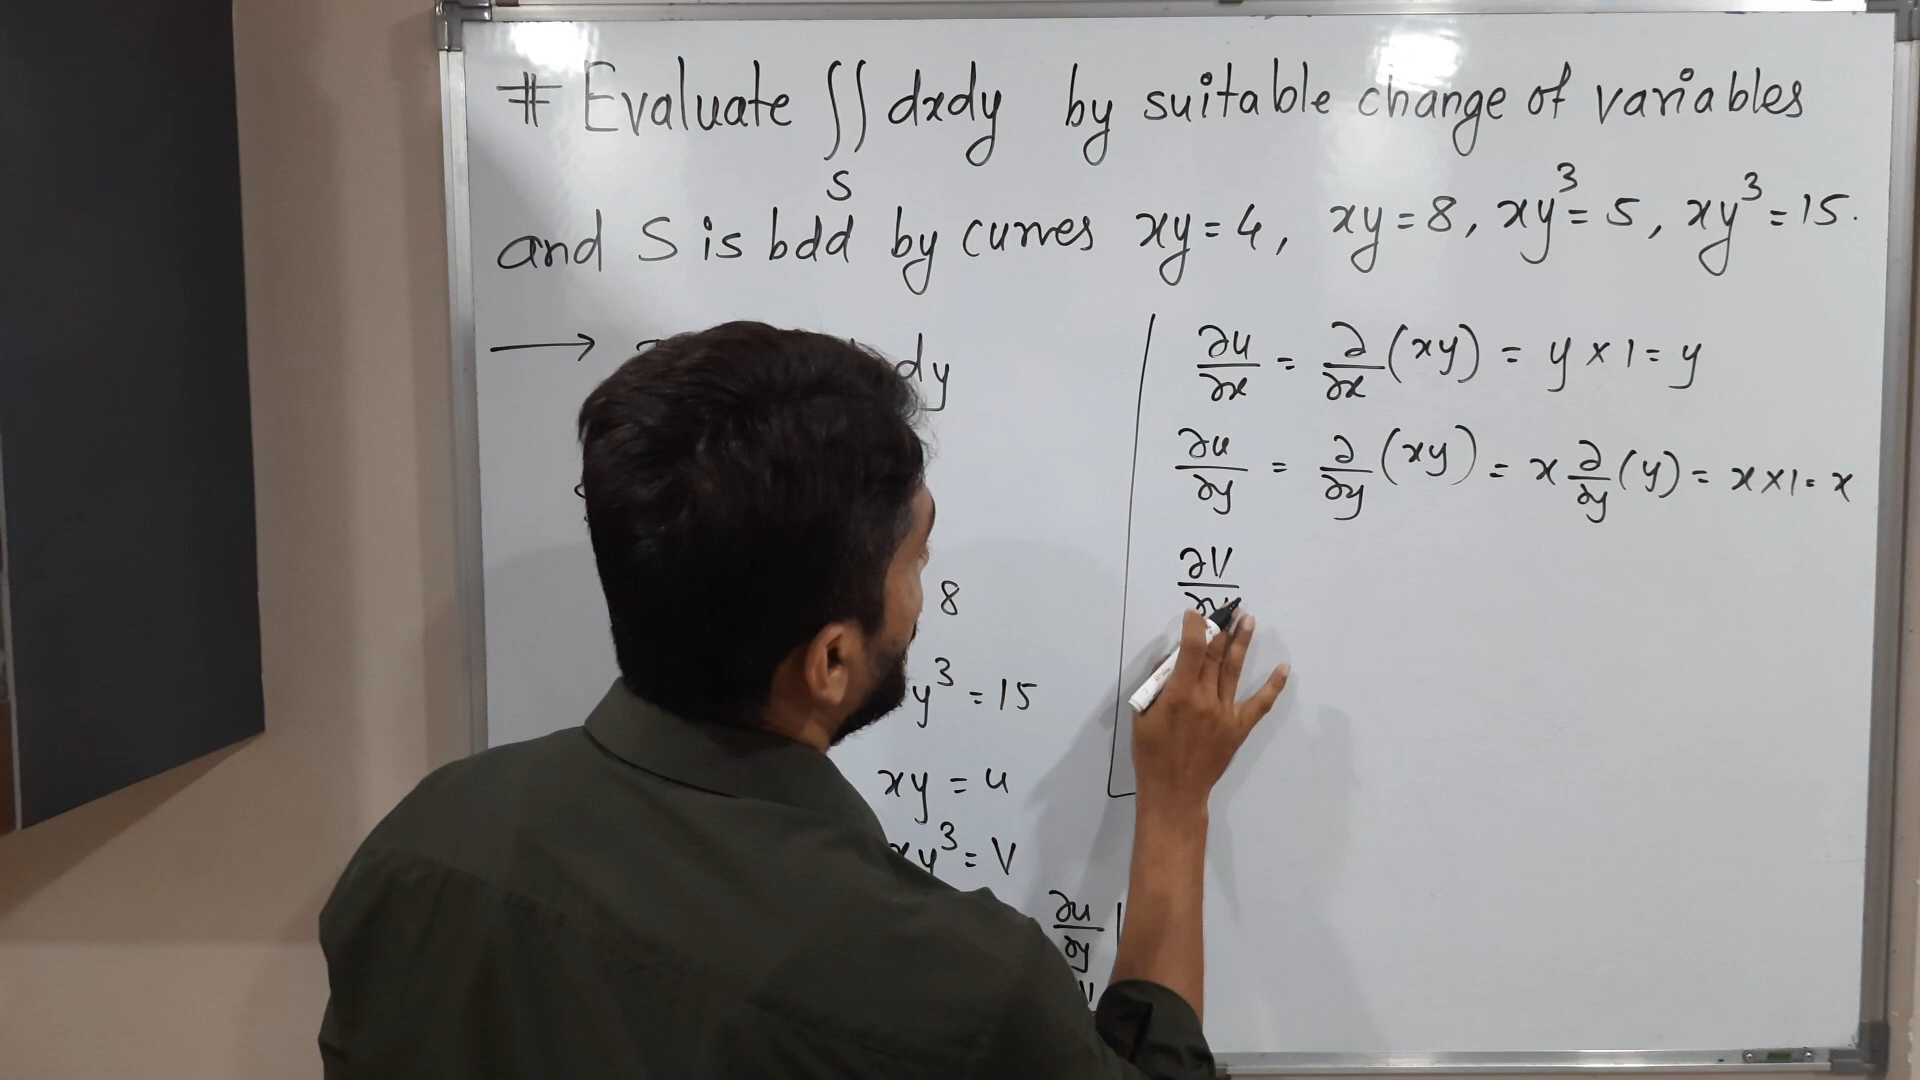 # Evaluate ∬_S dxdy by suitable change of variables
and S is bdd by curves xy = 4, xy = 8, xy³ = 5, xy³ = 15.
→ dy
8
y³ = 15
xy = u
xy³ = V
∂u/∂y
∂u/∂x = ∂/∂x (xy) = y × 1 = y
∂u/∂y = ∂/∂y (xy) = x ∂/∂y (y) = x × 1 = x
∂V